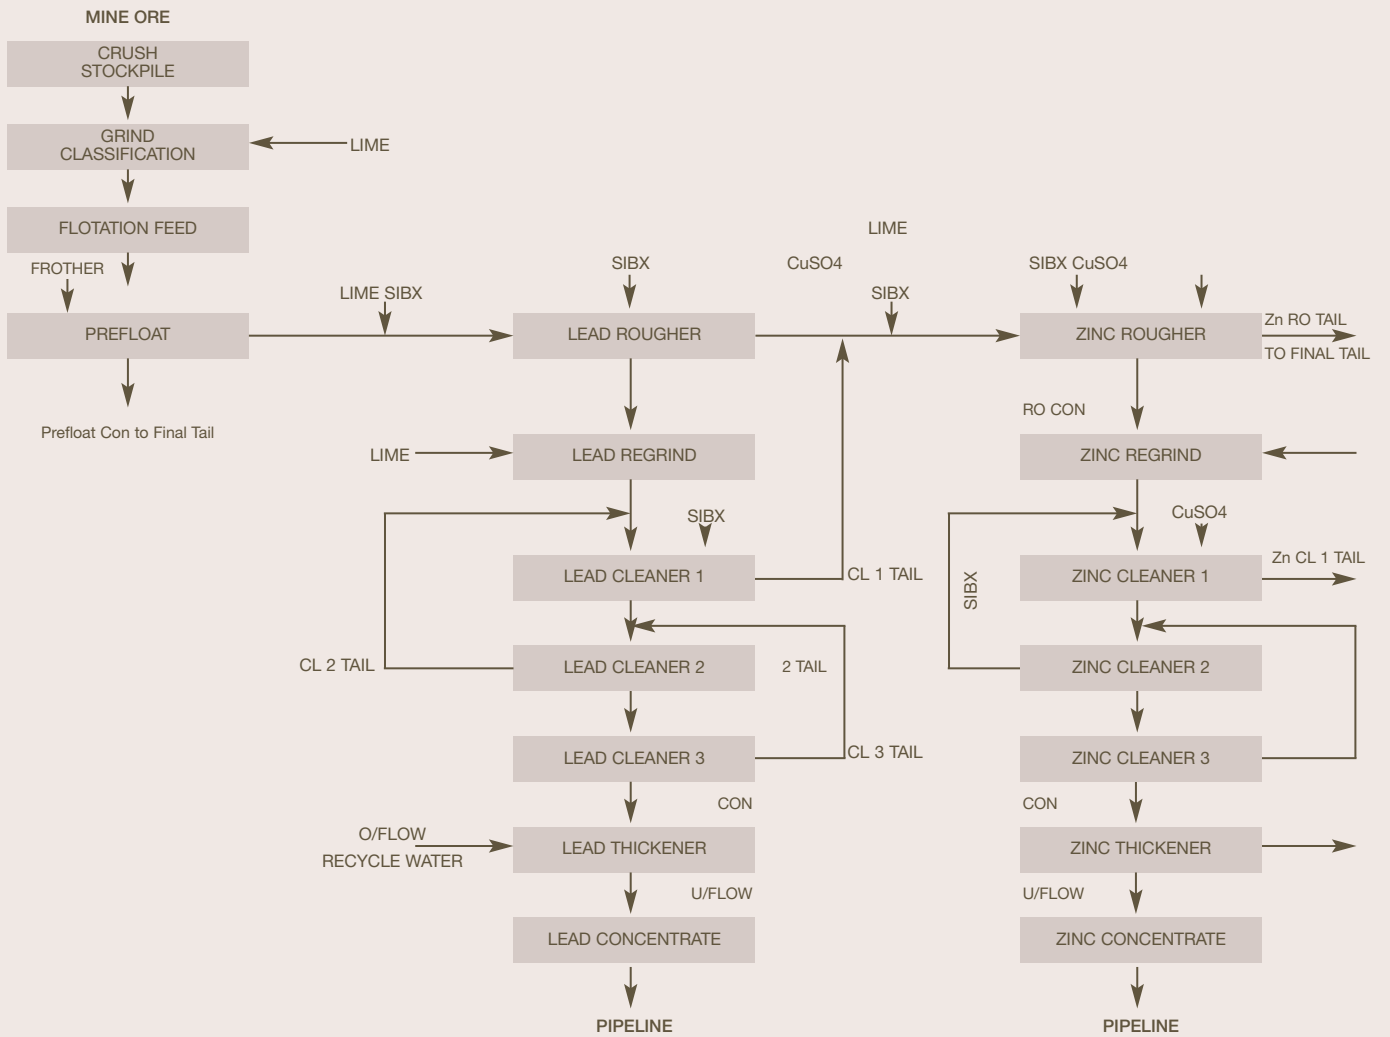 MINE ORE
CRUSH
STOCKPILE
GRIND
CLASSIFICATION
LIME
FLOTATION FEED
FROTHER
PREFLOAT
Prefloat Con to Final Tail
LIME SIBX
SIBX
LEAD ROUGHER
CuSO4
LIME
SIBX
SIBX CuSO4
ZINC ROUGHER
Zn RO TAIL
TO FINAL TAIL
LIME
LEAD REGRIND
RO CON
ZINC REGRIND
SIBX
LEAD CLEANER 1
CL 1 TAIL
CuSO4
SIBX
ZINC CLEANER 1
Zn CL 1 TAIL
CL 2 TAIL
LEAD CLEANER 2
2 TAIL
ZINC CLEANER 2
LEAD CLEANER 3
CL 3 TAIL
ZINC CLEANER 3
CON
CON
O/FLOW
RECYCLE WATER
LEAD THICKENER
ZINC THICKENER
U/FLOW
U/FLOW
LEAD CONCENTRATE
ZINC CONCENTRATE
PIPELINE
PIPELINE